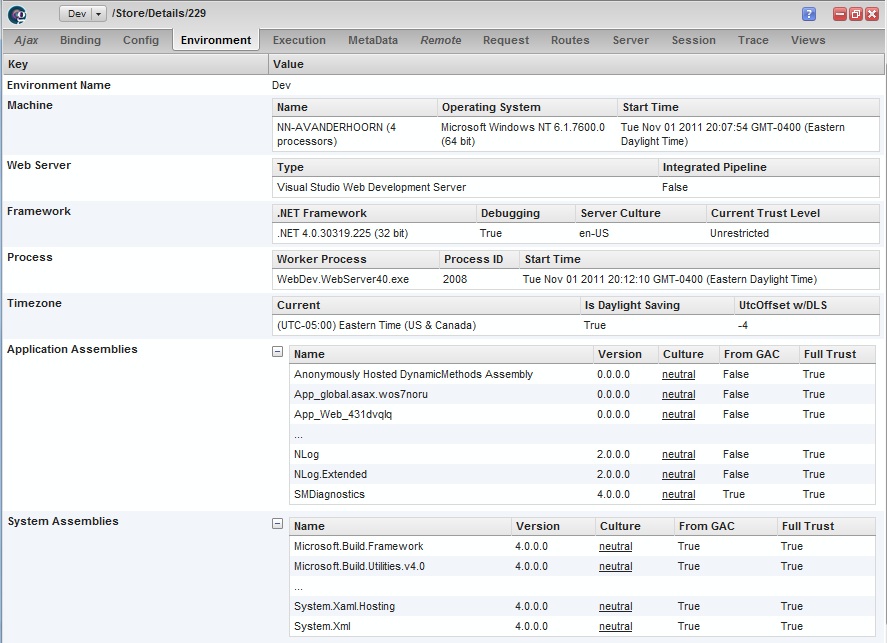 Dev /Store/Details/229 ?
Ajax Binding Config Environment Execution MetaData Remote Request Routes Server Session Trace Views
Key Value
Environment Name Dev
Machine
Name Operating System Start Time
NN-AVANDERHOORN (4 processors) Microsoft Windows NT 6.1.7600.0 (64 bit) Tue Nov 01 2011 20:07:54 GMT-0400 (Eastern Daylight Time)
Web Server
Type Integrated Pipeline
Visual Studio Web Development Server False
Framework
.NET Framework Debugging Server Culture Current Trust Level
.NET 4.0.30319.225 (32 bit) True en-US Unrestricted
Process
Worker Process Process ID Start Time
WebDev.WebServer40.exe 2008 Tue Nov 01 2011 20:12:10 GMT-0400 (Eastern Daylight Time)
Timezone
Current Is Daylight Saving UtcOffset w/DLS
(UTC-05:00) Eastern Time (US & Canada) True -4
Application Assemblies
Name Version Culture From GAC Full Trust
Anonymously Hosted DynamicMethods Assembly 0.0.0.0 neutral False True
App_global.asax.wos7noru 0.0.0.0 neutral False True
App_Web_431dvqlq 0.0.0.0 neutral False True
...
NLog 2.0.0.0 neutral False True
NLog.Extended 2.0.0.0 neutral False True
SMDiagnostics 4.0.0.0 neutral True True
System Assemblies
Name Version Culture From GAC Full Trust
Microsoft.Build.Framework 4.0.0.0 neutral True True
Microsoft.Build.Utilities.v4.0 4.0.0.0 neutral True True
...
System.Xaml.Hosting 4.0.0.0 neutral True True
System.Xml 4.0.0.0 neutral True True